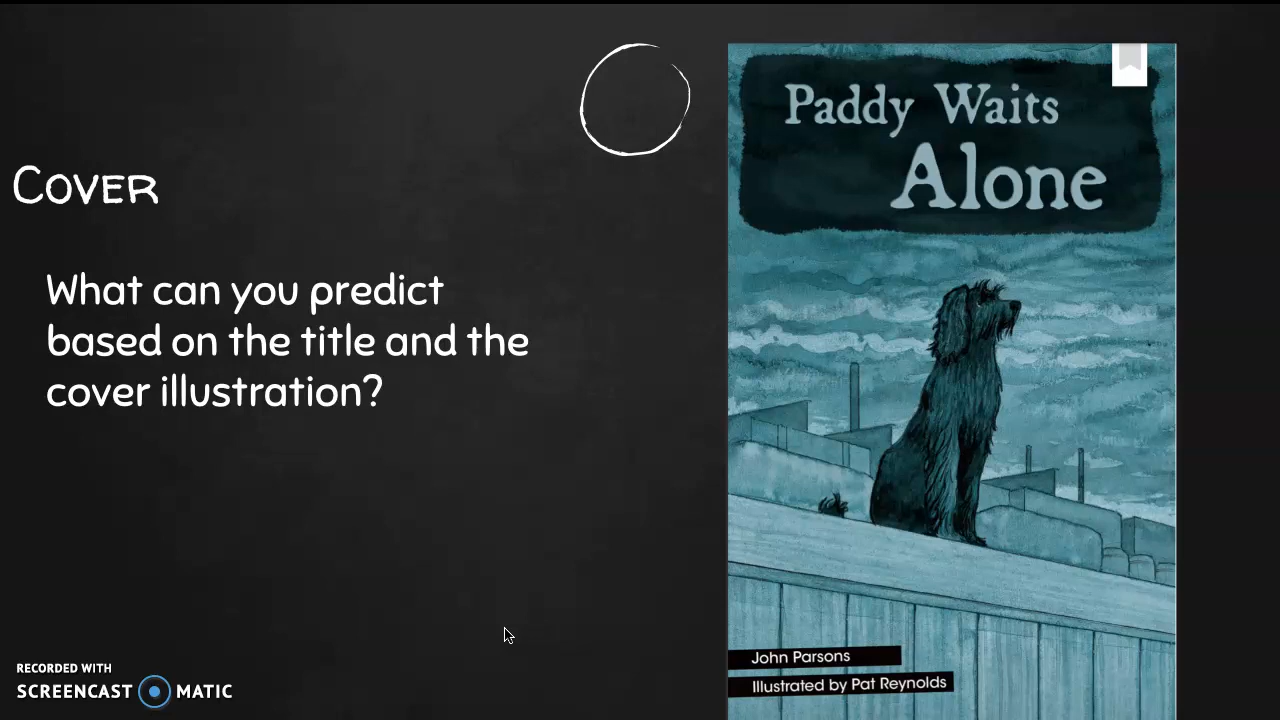 Cover
What can you predict
based on the title and the
cover illustration?
Paddy Waits
Alone
John Parsons
Illustrated by Pat Reynolds
RECORDED WITH
SCREENCAST MATIC